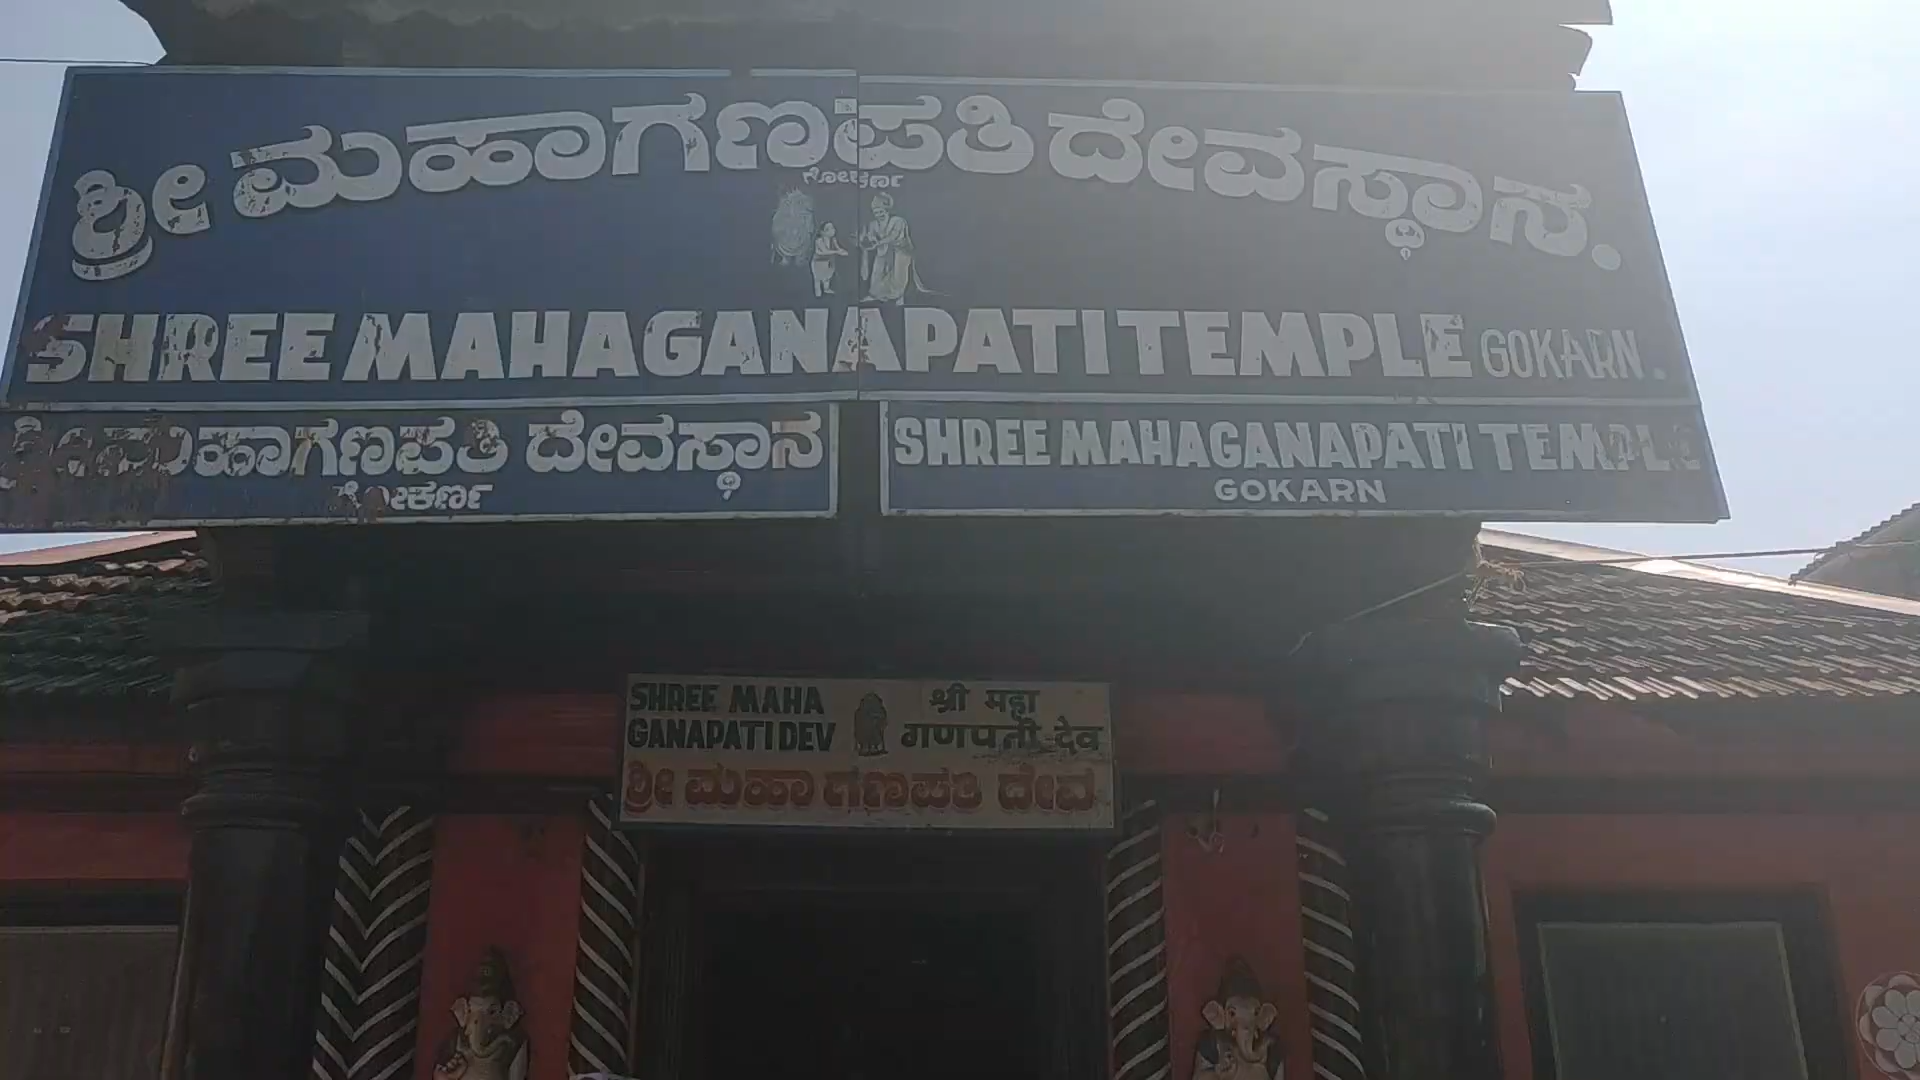 ಶ್ರೀ ಮಹಾಗಣಪತಿ ದೇವಸ್ಥಾನ.
ಗೋಕರ್ಣ
SHREE MAHAGANAPATI TEMPLE GOKARN.
ಶ್ರೀ ಮಹಾಗಣಪತಿ ದೇವಸ್ಥಾನ
ಗೋಕರ್ಣ
SHREE MAHAGANAPATI TEMPLE
GOKARN
SHREE MAHA
GANAPATI DEV
श्री महा
गणपती देव
ಶ್ರೀ ಮಹಾ ಗಣಪತಿ ದೇವ